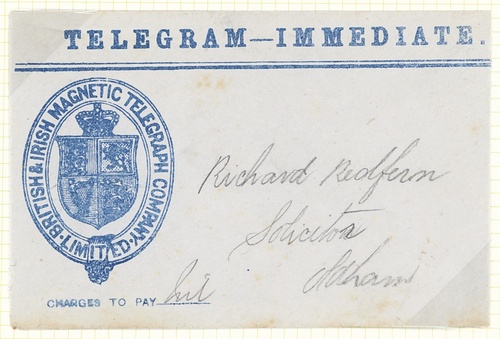 TELEGRAM—IMMEDIATE.
BRITISH & IRISH MAGNETIC TELEGRAPH COMPANY·
·LIMITED·
Richard Redfern
Solicitor
Oldham
CHARGES TO PAY nil